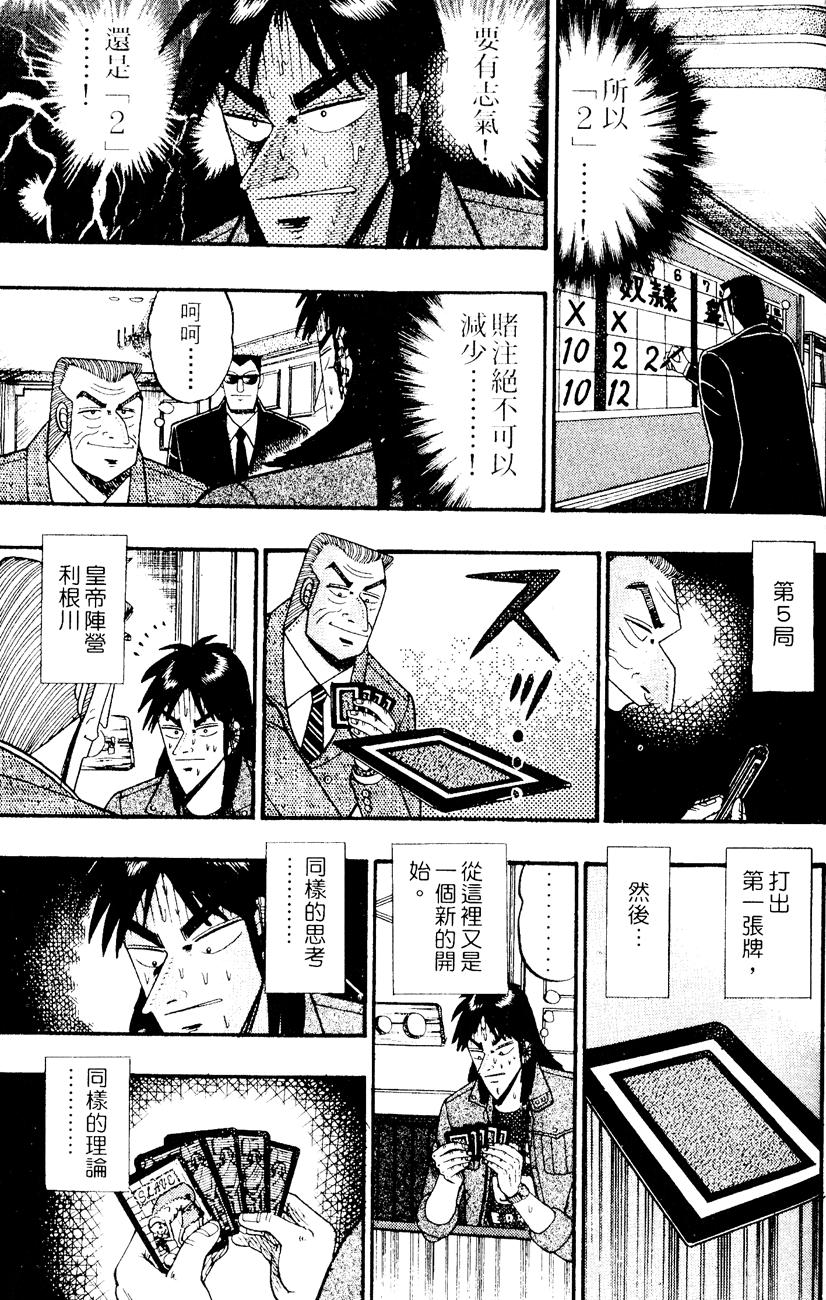 所以
「2」………！
要有志氣！
還是「2」
……！
6 7
奴隸
X X
10 2 2
10 12
賭注絕不可以
減少………！
呵呵……
第5局
ス
皇帝陣營
利根川
打出
第一張牌，
然後…
………
從這裡又是
一個新的開
始。
同樣的思考
………
同樣的理論
…………